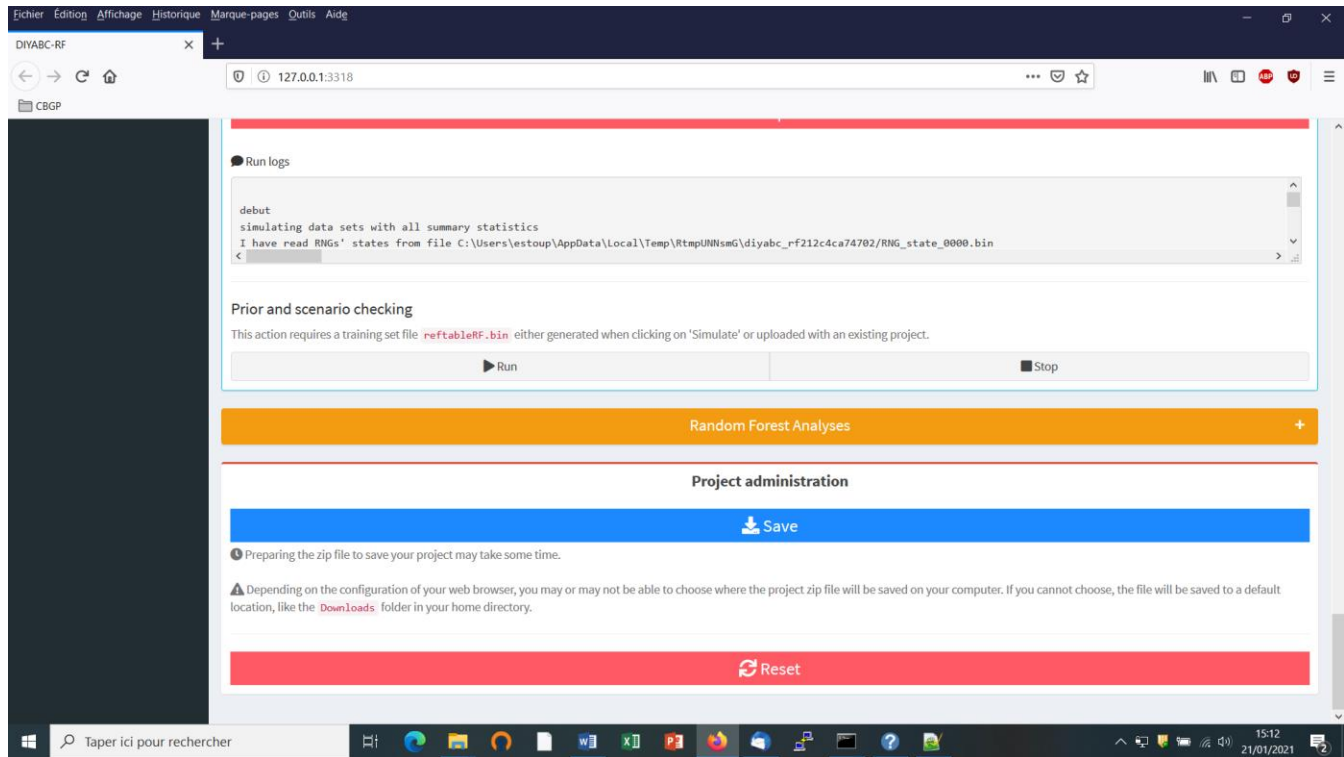 Fichier Édition Affichage Historique Marque-pages Outils Aide
DIYABC-RF
127.0.0.1:3318
ABP
CBGP
Run logs
debut
simulating data sets with all summary statistics
I have read RNGs' states from file C:\Users\estoup\AppData\Local\Temp\RtmpUNNsmG\diyabc_rf212c4ca74702/RNG_state_0000.bin
Prior and scenario checking
This action requires a training set file reftableRF.bin either generated when clicking on 'Simulate' or uploaded with an existing project.
Run
Stop
Random Forest Analyses
Project administration
Save
Preparing the zip file to save your project may take some time.
Depending on the configuration of your web browser, you may or may not be able to choose where the project zip file will be saved on your computer. If you cannot choose, the file will be saved to a default
location, like the Downloads folder in your home directory.
Reset
Taper ici pour rechercher
15:12
21/01/2021
2